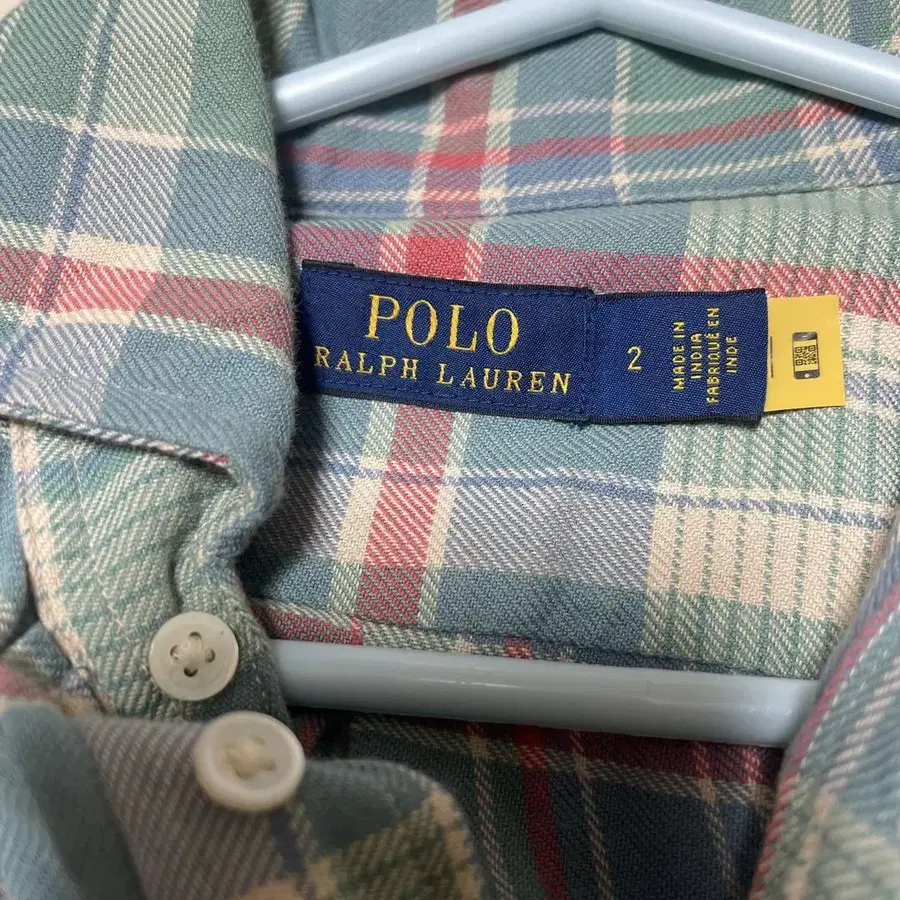 POLO
RALPH LAUREN
2
MADE IN
INDIA
FABRIQUÉ EN
INDE